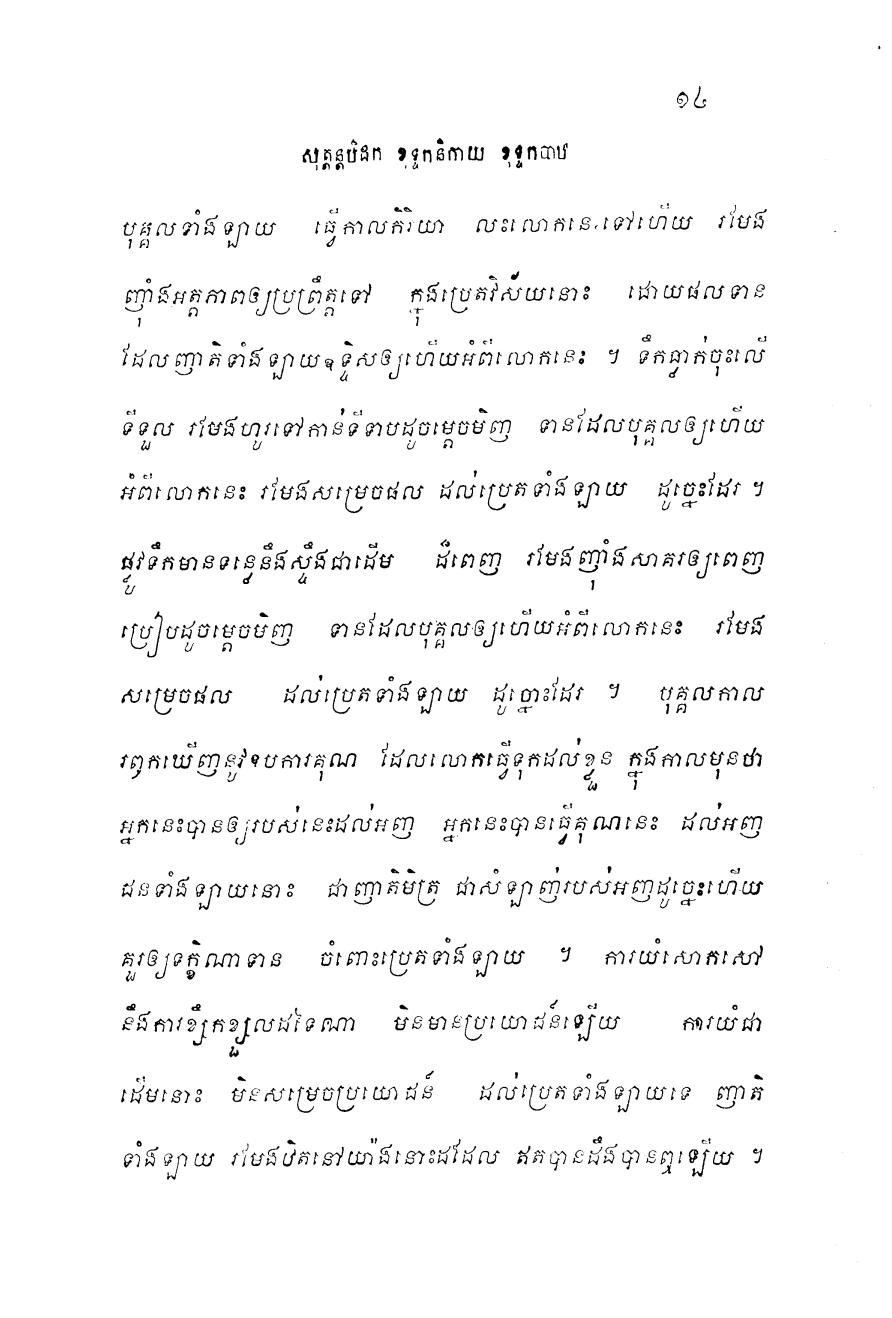 ១៤
សុត្តន្តបិដក ខុទ្ទកនិកាយ ខុទ្ទកបាឋ
បុគ្គលទាំងឡាយ ធ្វើកាលកិរិយា លះលោកនេះទៅហើយ រមែង
ញ៉ាំងអត្តភាពឲ្យប្រព្រឹត្តទៅ ក្នុងប្រេតវិស័យនោះ ដោយផលទាន
ដែលញាតិទាំងឡាយឧទ្ទិសឲ្យហើយអំពីលោកនេះ ។ ទឹកធ្លាក់ចុះលើ
ទីទួល រមែងហូរទៅកាន់ទីទាបដូចម្តេចមិញ ទានដែលបុគ្គលឲ្យហើយ
អំពីលោកនេះ រមែងសម្រេចផល ដល់ប្រេតទាំងឡាយ ដូច្នេះដែរ ។
ផ្លូវទឹកមានទន្លេនឹងស្ទឹងជាដើម ដ៏ពេញ រមែងញ៉ាំងសាគរឲ្យពេញ
ប្រៀបដូចម្តេចមិញ ទានដែលបុគ្គលឲ្យហើយអំពីលោកនេះ រមែង
សម្រេចផល ដល់ប្រេតទាំងឡាយ ដូច្នោះដែរ ។ បុគ្គលកាល
រឭកឃើញនូវឧបការគុណ ដែលលោកធ្វើទុកដល់ខ្លួន ក្នុងកាលមុនថា
អ្នកនេះបានឲ្យរបស់នេះដល់អញ អ្នកនេះបានធ្វើគុណនេះ ដល់អញ
ជនទាំងឡាយនោះ ជាញាតិមិត្រ ជាសំឡាញ់របស់អញដូច្នេះហើយ
គួរឲ្យទក្ខិណាទាន ចំពោះប្រេតទាំងឡាយ ។ ការយំសោកសៅ
នឹងការខ្សឹកខ្សួលដទៃណា មិនមានប្រយោជន៍ឡើយ ការយំជា
ដើមនោះ មិនសម្រេចប្រយោជន៍ ដល់ប្រេតទាំងឡាយទេ ញាតិ
ទាំងឡាយ រមែងឋិតនៅយ៉ាងនោះដដែល ឥតបានដឹងបានឮឡើយ ។